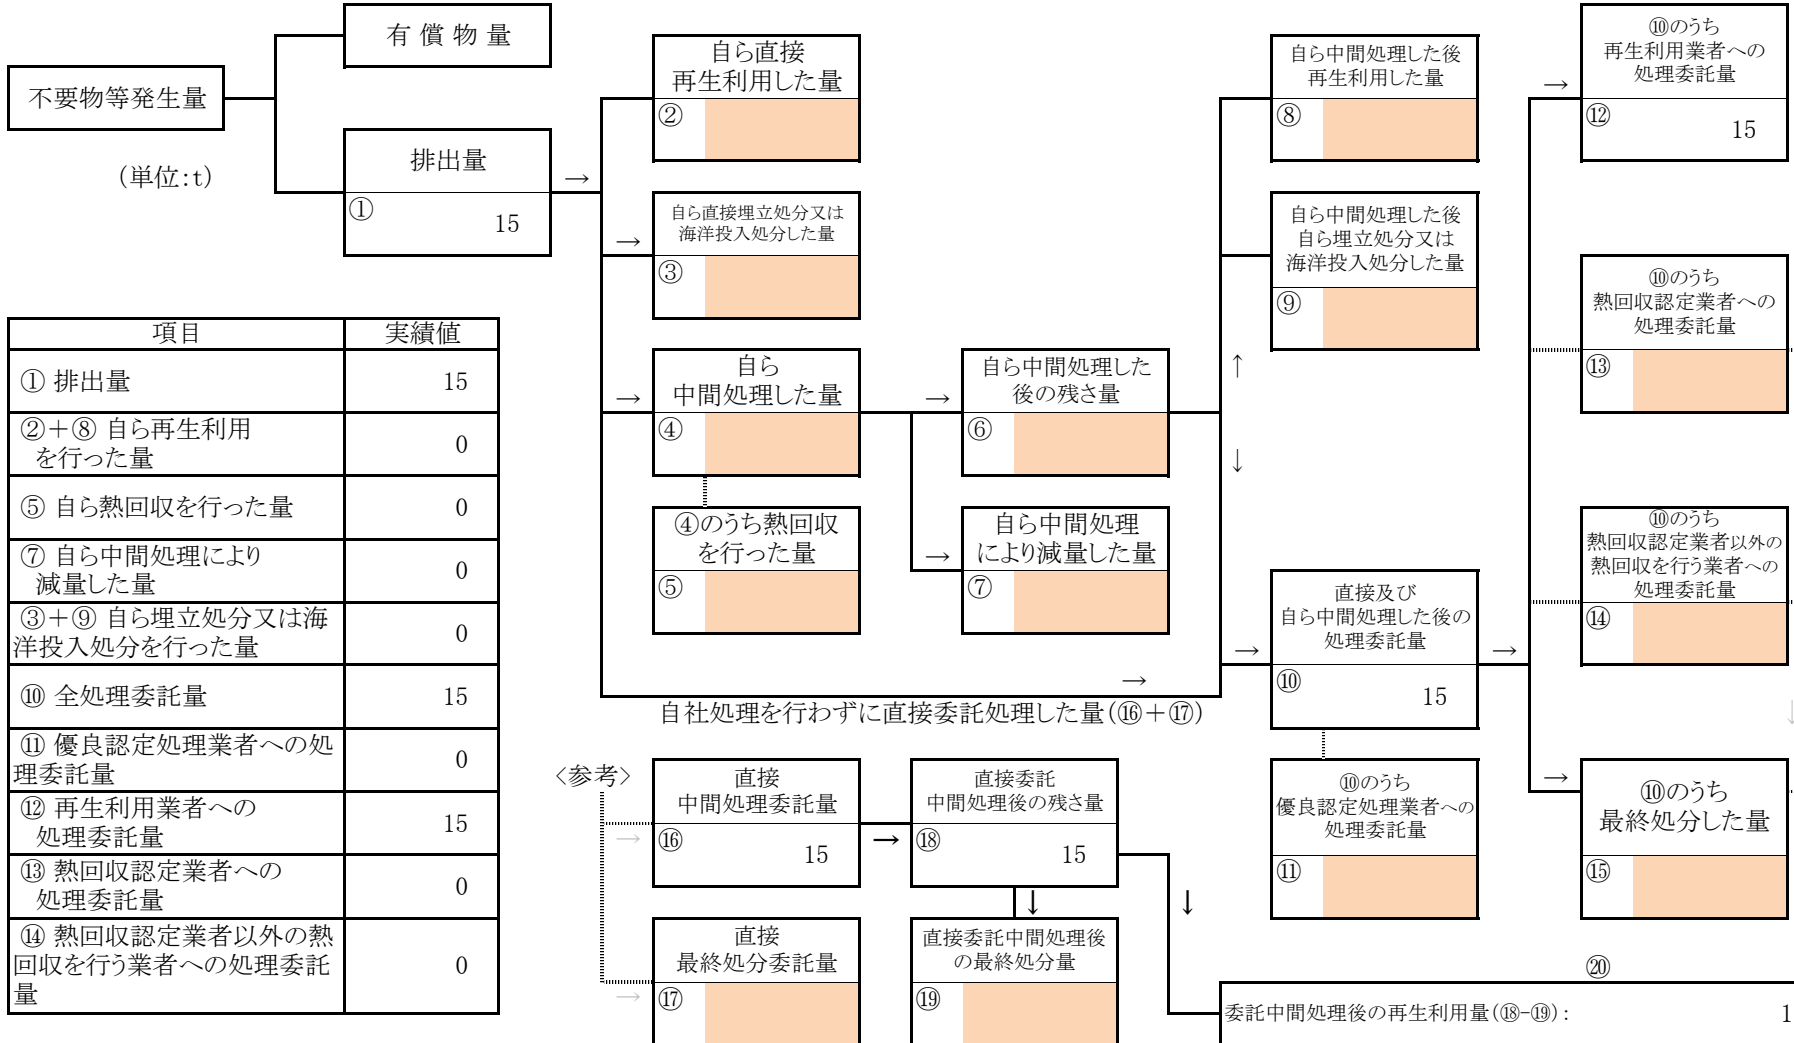 有 償 物 量
不要物等発生量
(単位:t)
排出量
①
15
→
自ら直接
再生利用した量
②
→
自ら直接埋立処分又は
海洋投入処分した量
③
→
自ら
中間処理した量
④
④のうち熱回収
を行った量
⑤
→
自ら中間処理した
後の残さ量
⑥
→
自ら中間処理
により減量した量
⑦
↑
↓
自ら中間処理した後
再生利用した量
⑧
自ら中間処理した後
自ら埋立処分又は
海洋投入処分した量
⑨
→
自社処理を行わずに直接委託処理した量(⑯+⑰)
→
直接及び
自ら中間処理した後の
処理委託量
⑩
15
⑩のうち
優良認定処理業者への
処理委託量
⑪
→
→
⑩のうち
再生利用業者への
処理委託量
⑫
15
⑩のうち
熱回収認定業者への
処理委託量
⑬
⑩のうち
熱回収認定業者以外の
熱回収を行う業者への
処理委託量
⑭
↓
→
⑩のうち
最終処分した量
⑮
項目 実績値
① 排出量 15
②+⑧ 自ら再生利用
を行った量
0
⑤ 自ら熱回収を行った量 0
⑦ 自ら中間処理により
減量した量
0
③+⑨ 自ら埋立処分又は海
洋投入処分を行った量
0
⑩ 全処理委託量 15
⑪ 優良認定処理業者への処
理委託量
0
⑫ 再生利用業者への
処理委託量
15
⑬ 熱回収認定業者への
処理委託量
0
⑭ 熱回収認定業者以外の熱
回収を行う業者への処理委託
量
0
<参考>
→
直接
中間処理委託量
⑯
15
→
直接委託
中間処理後の残さ量
⑱
15
↓
↓
→
直接
最終処分委託量
⑰
直接委託中間処理後
の最終処分量
⑲
⑳
委託中間処理後の再生利用量(⑱-⑲): 1